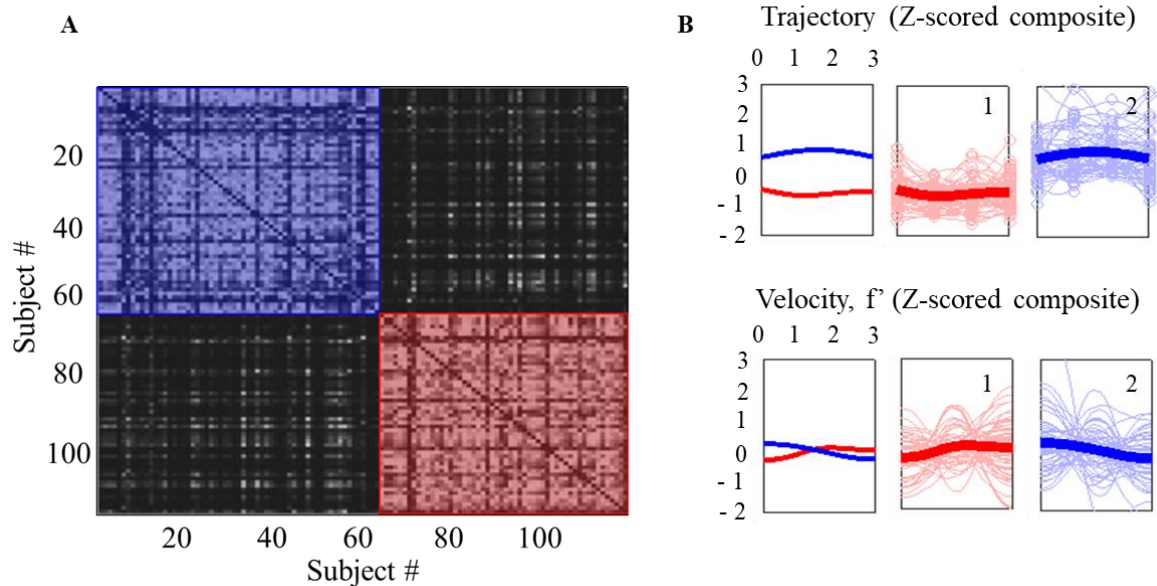 A
20
40
60
80
100
Subject #
20 40 60 80 100
Subject #
B
Trajectory (Z-scored composite)
0 1 2 3
3
2
1
0
- 1
- 2
1
2
Velocity, f’ (Z-scored composite)
0 1 2 3
3
2
1
0
- 1
- 2
1
2